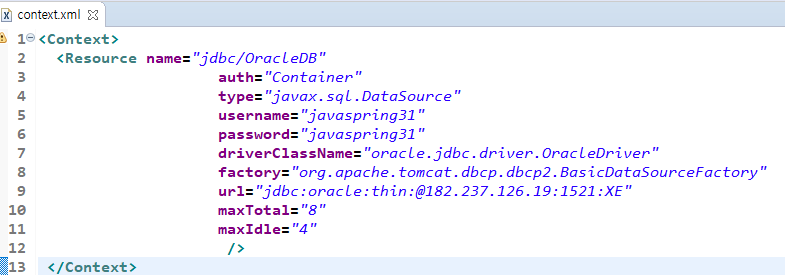 context.xml
1 <Context>
2 <Resource name="jdbc/OracleDB"
3 auth="Container"
4 type="javax.sql.DataSource"
5 username="javaspring31"
6 password="javaspring31"
7 driverClassName="oracle.jdbc.driver.OracleDriver"
8 factory="org.apache.tomcat.dbcp.dbcp2.BasicDataSourceFactory"
9 url="jdbc:oracle:thin:@182.237.126.19:1521:XE"
10 maxTotal="8"
11 maxIdle="4"
12 />
13 </Context>